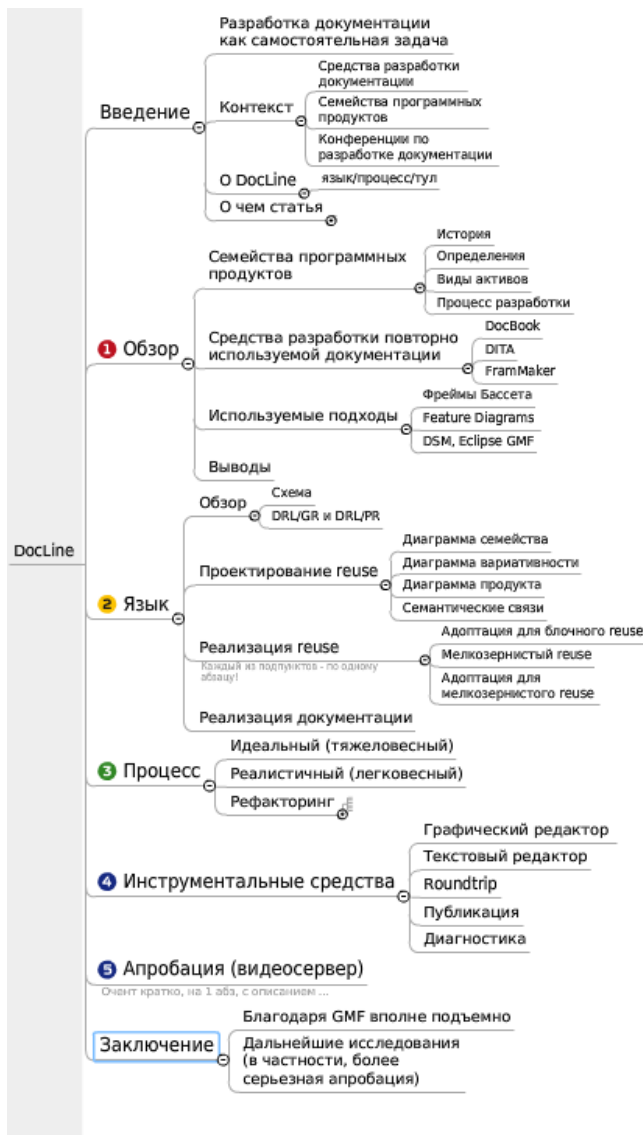 DocLine
Введение
Разработка документации
как самостоятельная задача
Контекст
Средства разработки
документации
Семейства программных
продуктов
Конференции по
разработке документации
О DocLine
язык/процесс/тул
О чем статья
1 Обзор
Семейства программных
продуктов
История
Определения
Виды активов
Процесс разработки
Средства разработки повторно
используемой документации
DocBook
DITA
FramMaker
Используемые подходы
Фреймы Бассета
Feature Diagrams
DSM, Eclipse GMF
Выводы
2 Язык
Обзор
Схема
DRL/GR и DRL/PR
Проектирование reuse
Диаграмма семейства
Диаграмма вариативности
Диаграмма продукта
Семантические связи
Реализация reuse
Каждый из подпунктов - по одному
абзацу!
Адоптация для блочного reuse
Мелкозернистый reuse
Адоптация для
мелкозернистого reuse
Реализация документации
3 Процесс
Идеальный (тяжеловесный)
Реалистичный (легковесный)
Рефакторинг
4 Инструментальные средства
Графический редактор
Текстовый редактор
Roundtrip
Публикация
Диагностика
5 Апробация (видеосервер)
Очент кратко, на 1 абз, с описанием ...
Заключение
Благодаря GMF вполне подъемно
Дальнейшие исследования
(в частности, более
серьезная апробация)